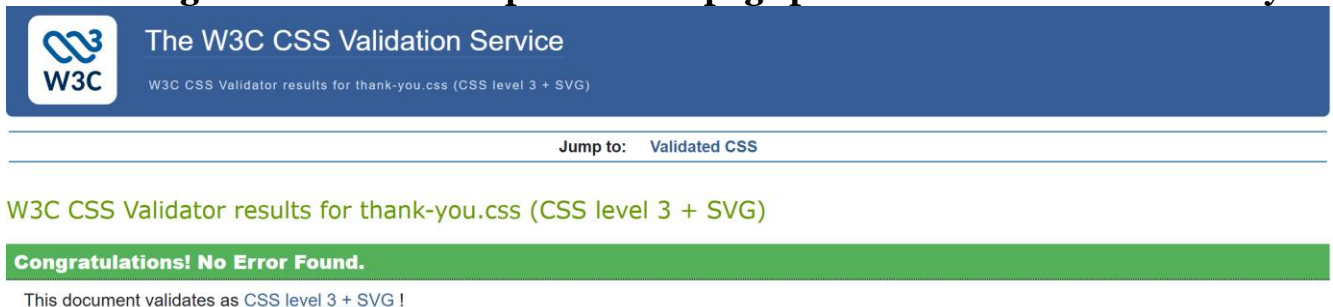 The W3C CSS Validation Service
W3C
W3C CSS Validator results for thank-you.css (CSS level 3 + SVG)
Jump to: Validated CSS
W3C CSS Validator results for thank-you.css (CSS level 3 + SVG)
Congratulations! No Error Found.
This document validates as CSS level 3 + SVG !